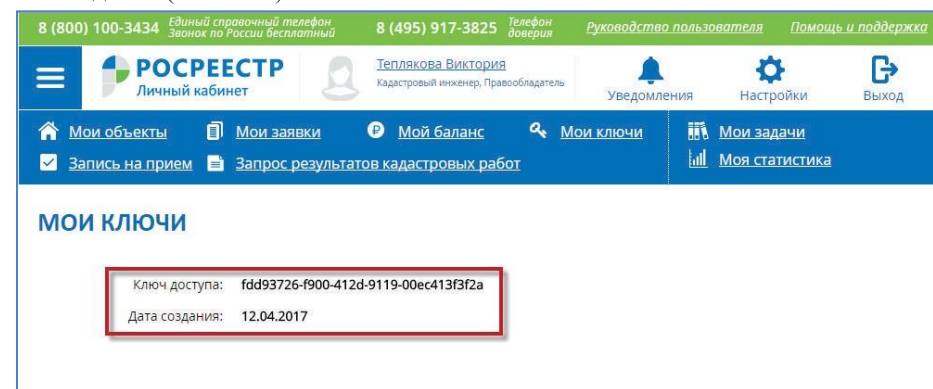 8 (800) 100-3434 Единый справочный телефон
Звонок по России бесплатный
8 (495) 917-3825 Телефон
доверия
Руководство пользователя
Помощь и поддержка
РОСРЕЕСТР
Личный кабинет
Теплякова Виктория
Кадастровый инженер, Правообладатель
Уведомления
Настройки
Выход
Мои объекты
Мои заявки
Мой баланс
Мои ключи
Мои задачи
Запись на прием
Запрос результатов кадастровых работ
Моя статистика
МОИ КЛЮЧИ
Ключ доступа: fdd93726-f900-412d-9119-00ec413f3f2a
Дата создания: 12.04.2017